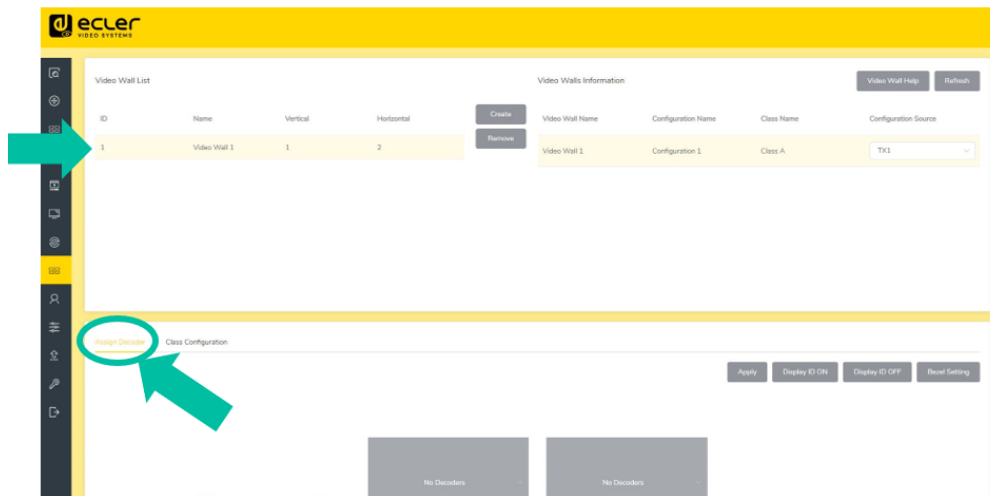 ecler
VIDEO SYSTEMS
Video Wall List
Video Walls Information
Video Wall Help
Refresh
ID Name Vertical Horizontal
Create
Video Wall Name Configuration Name Class Name Configuration Source
Remove
1 Video Wall 1 1 2
Video Wall 1 Configuration 1 Class A TX1
Assign Decoder Class Configuration
Apply Display ID ON Display ID OFF Bezel Setting
No Decoders No Decoders